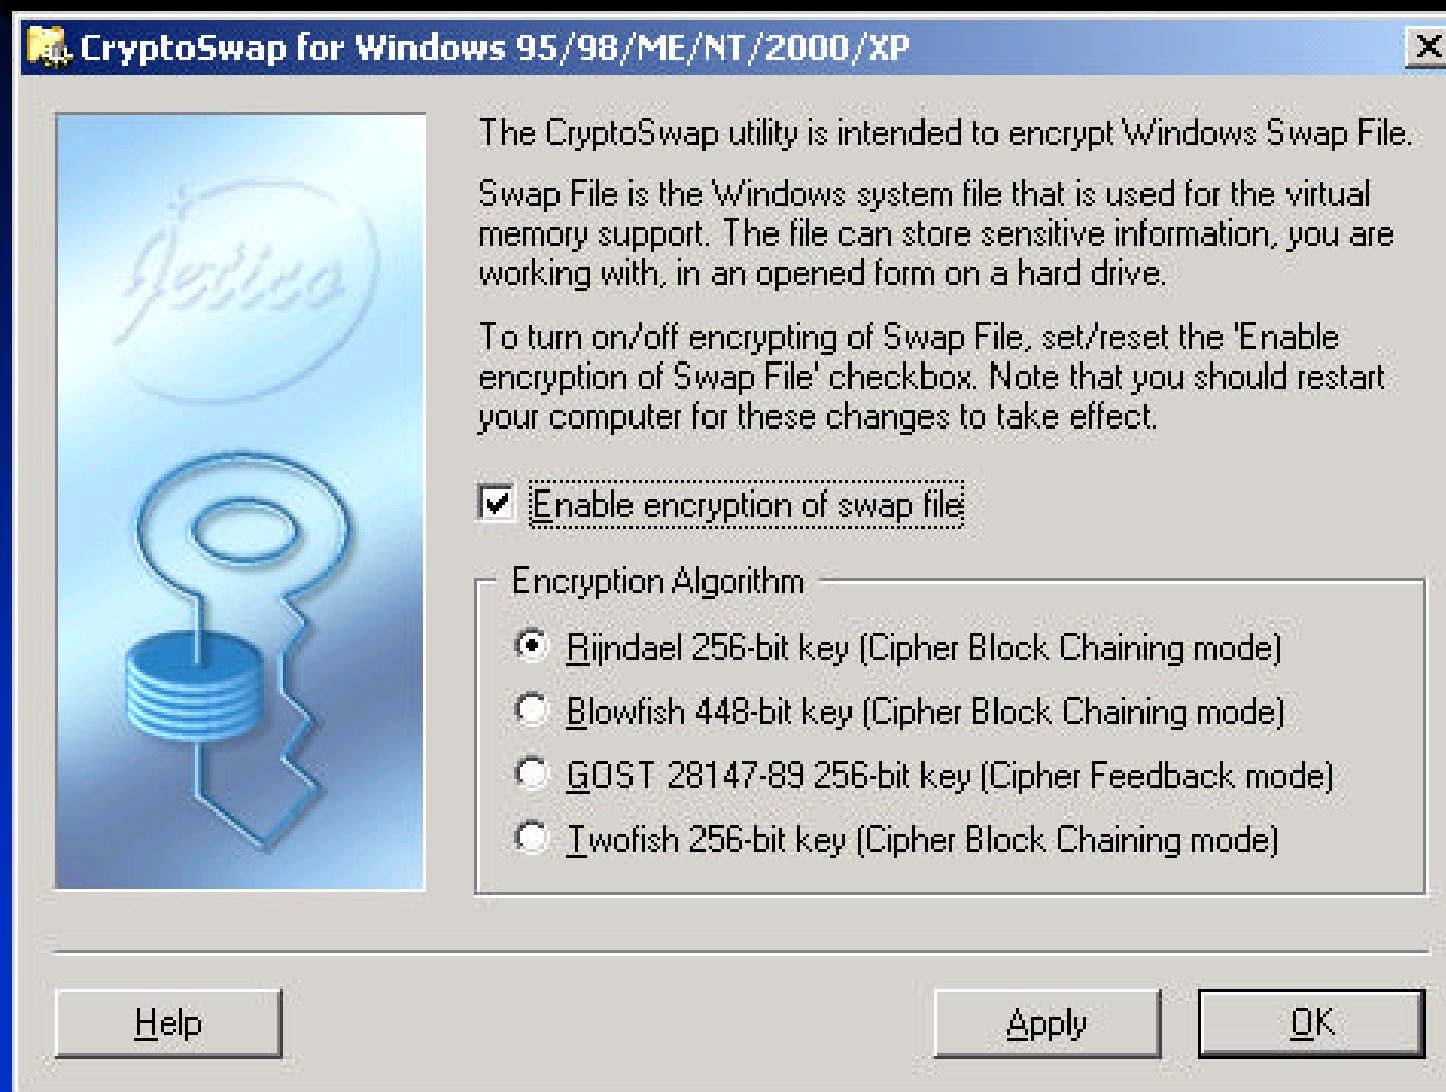 CryptoSwap for Windows 95/98/ME/NT/2000/XP
Jetico
The CryptoSwap utility is intended to encrypt Windows Swap File.
Swap File is the Windows system file that is used for the virtual
memory support. The file can store sensitive information, you are
working with, in an opened form on a hard drive.
To turn on/off encrypting of Swap File, set/reset the 'Enable
encryption of Swap File' checkbox. Note that you should restart
your computer for these changes to take effect.
Enable encryption of swap file
Encryption Algorithm
Rijndael 256-bit key (Cipher Block Chaining mode)
Blowfish 448-bit key (Cipher Block Chaining mode)
GOST 28147-89 256-bit key (Cipher Feedback mode)
Twofish 256-bit key (Cipher Block Chaining mode)
Help
Apply
OK